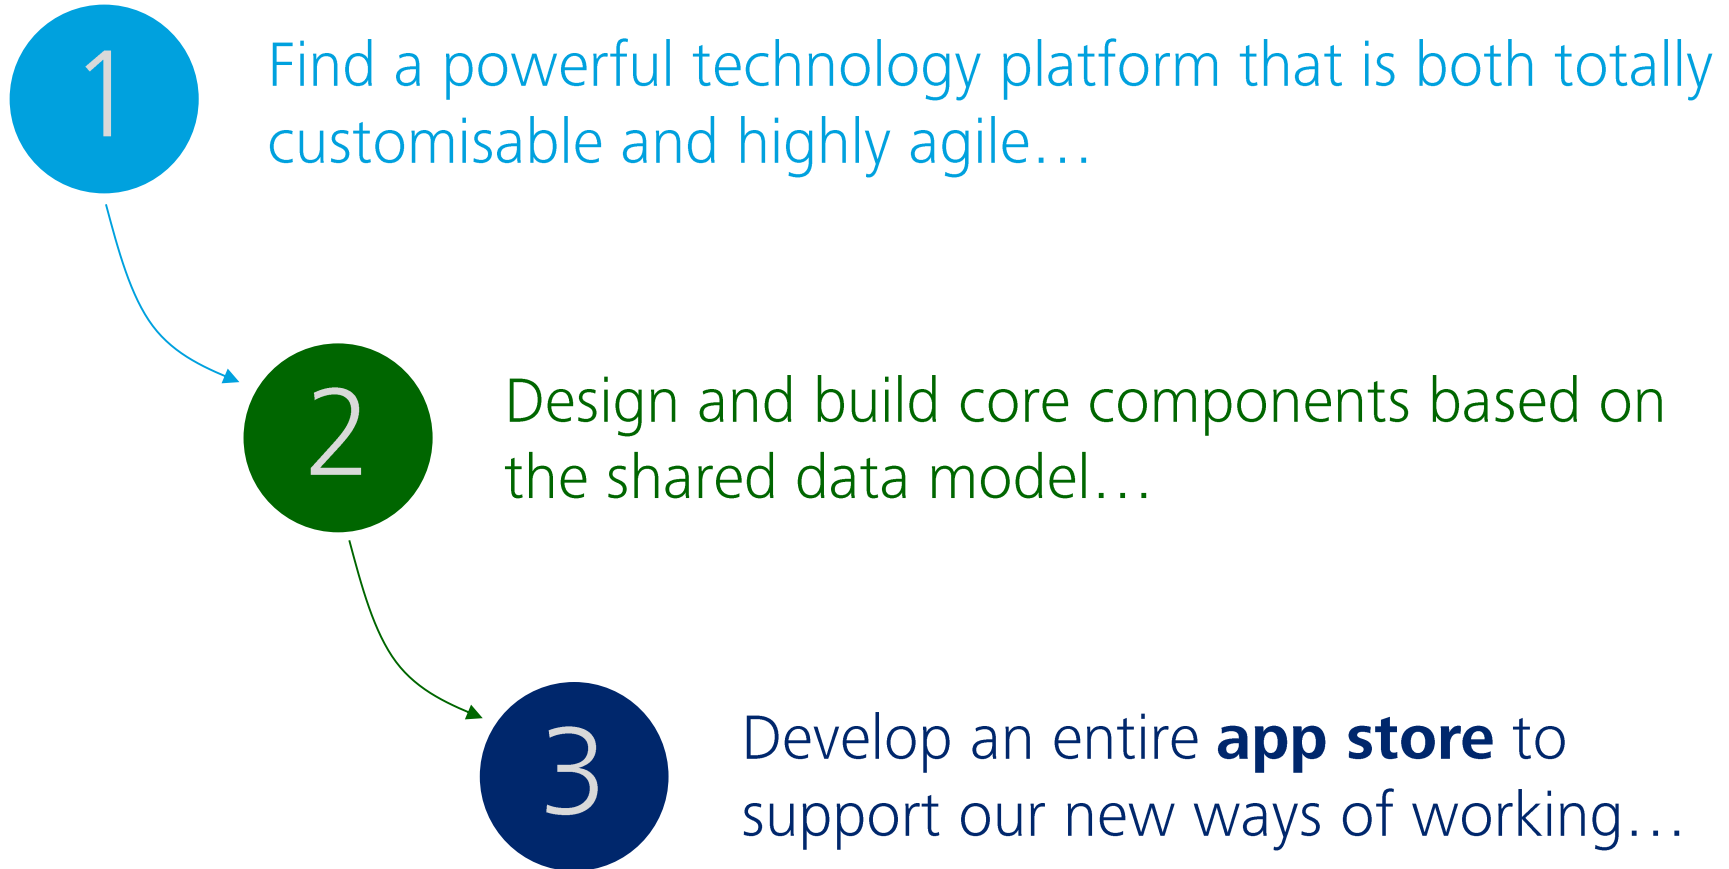 1
Find a powerful technology platform that is both totally
customisable and highly agile…
2
Design and build core components based on
the shared data model…
3
Develop an entire app store to
support our new ways of working…